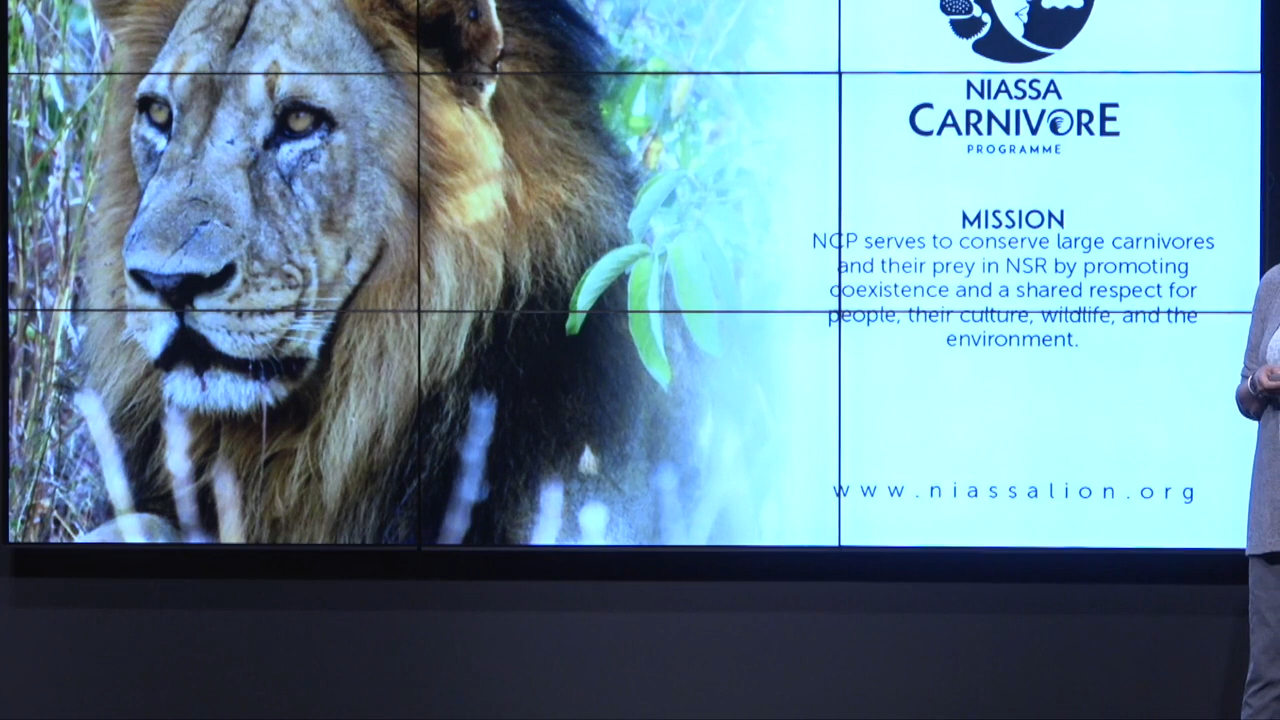 NIASSA
CARNIVORE
PROGRAMME
MISSION
NCP serves to conserve large carnivores
and their prey in NSR by promoting
coexistence and a shared respect for
people, their culture, wildlife, and the
environment.
www.niassalion.org